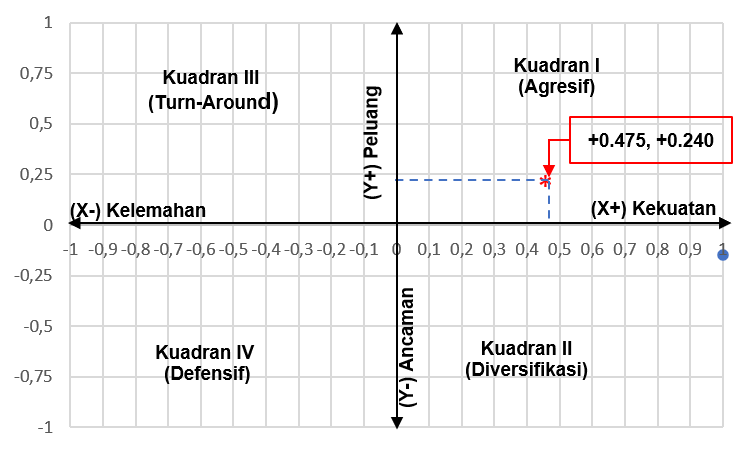 1
Kuadran III
(Turn-Around)
Kuadran I
(Agresif)
0,75
0,5
(Y+) Peluang
+0.475, +0.240
0,25
(X-) Kelemahan
(X+) Kekuatan
0
-1 -0,9 -0,8 -0,7 -0,6 -0,5 -0,4 -0,3 -0,2 -0,1 0 0,1 0,2 0,3 0,4 0,5 0,6 0,7 0,8 0,9 1
-0,25
(Y-) Ancaman
-0,5
Kuadran IV
(Defensif)
Kuadran II
(Diversifikasi)
-0,75
-1